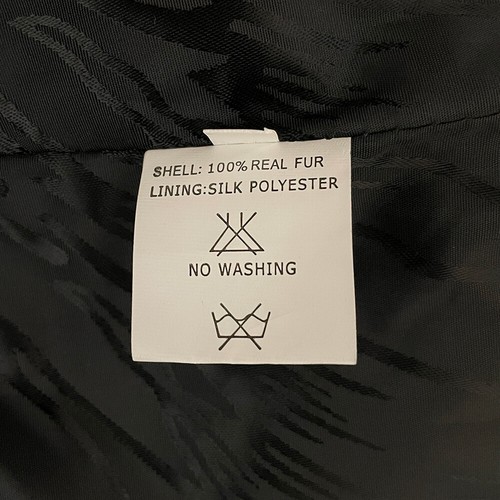 SHELL: 100% REAL FUR
LINING:SILK POLYESTER
NO WASHING